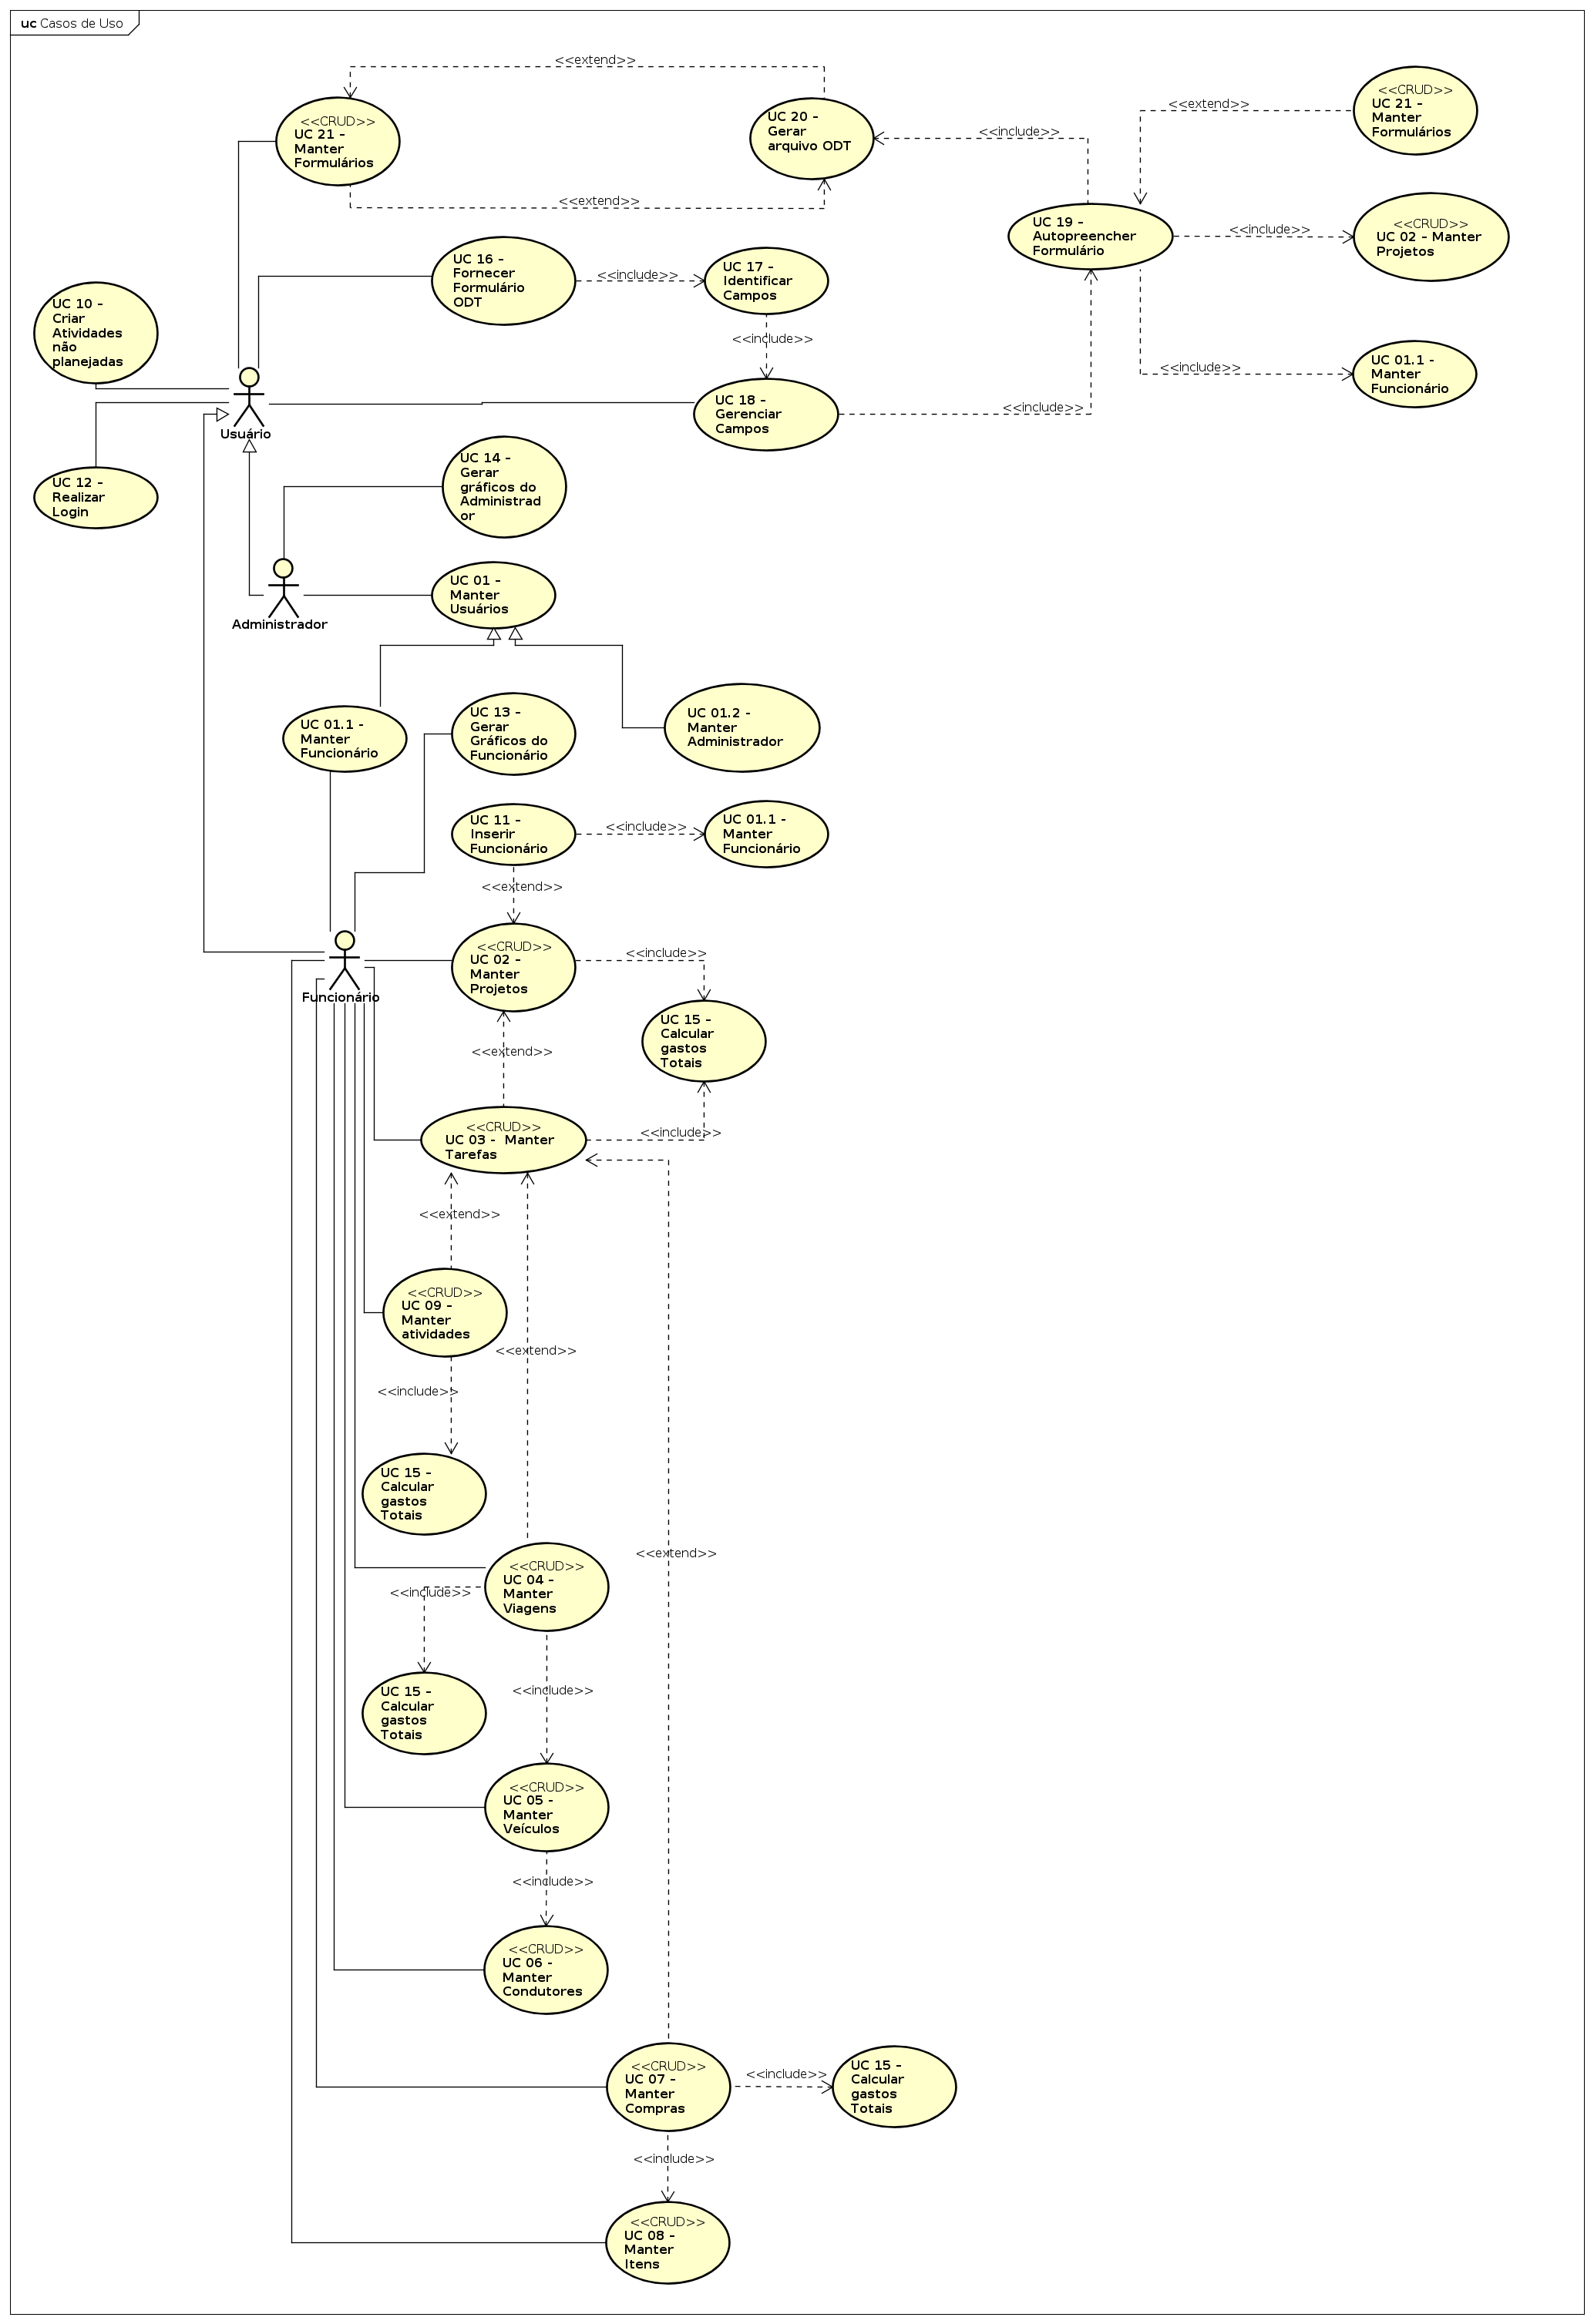 uc Casos de Uso
<<extend>>
<<CRUD>>
UC 21 -
Manter
Formulários
UC 20 -
Gerar
arquivo ODT
<<include>>
<<extend>>
<<CRUD>>
UC 21 -
Manter
Formulários
<<extend>>
UC 19 -
Autopreencher
Formulário
<<include>>
<<CRUD>>
UC 02 - Manter
Projetos
UC 16 -
Fornecer
Formulário
ODT
<<include>>
UC 17 -
Identificar
Campos
<<include>>
UC 10 -
Criar
Atividades
não
planejadas
<<include>>
UC 01.1 -
Manter
Funcionário
Usuário
UC 18 -
Gerenciar
Campos
<<include>>
UC 12 -
Realizar
Login
UC 14 -
Gerar
gráficos do
Administrad
or
Administrador
UC 01 -
Manter
Usuários
UC 01.1 -
Manter
Funcionário
UC 13 -
Gerar
Gráficos do
Funcionário
UC 01.2 -
Manter
Administrador
UC 11 -
Inserir
Funcionário
<<include>>
UC 01.1 -
Manter
Funcionário
<<extend>>
Funcionário
<<CRUD>>
UC 02 -
Manter
Projetos
<<include>>
UC 15 -
Calcular
gastos
Totais
<<extend>>
<<CRUD>>
UC 03 -  Manter
Tarefas
<<include>>
<<extend>>
<<CRUD>>
UC 09 -
Manter
atividades
<<extend>>
<<include>>
UC 15 -
Calcular
gastos
Totais
<<extend>>
<<CRUD>>
UC 04 -
Manter
Viagens
<<include>>
UC 15 -
Calcular
gastos
Totais
<<include>>
<<CRUD>>
UC 05 -
Manter
Veículos
<<include>>
<<CRUD>>
UC 06 -
Manter
Condutores
<<CRUD>>
UC 07 -
Manter
Compras
<<include>>
UC 15 -
Calcular
gastos
Totais
<<include>>
<<CRUD>>
UC 08 -
Manter
Itens